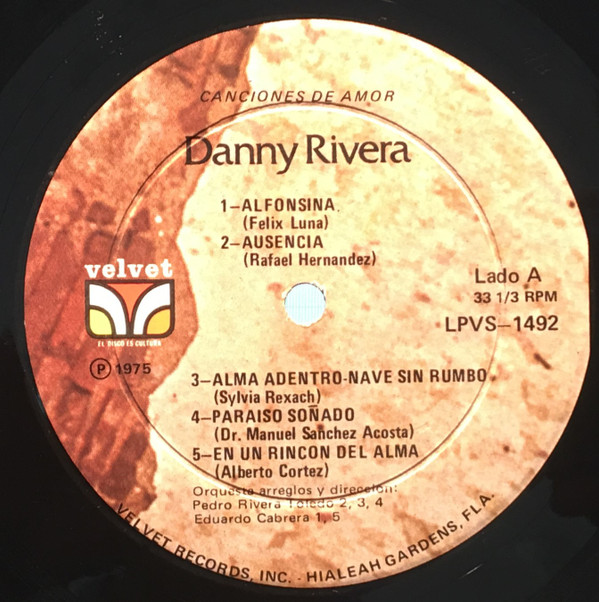 CANCIONES DE AMOR
Danny Rivera
1-ALFONSINA.
(Felix Luna)
2-AUSENCIA
(Rafael Hernandez)
velvet
EL DISCO ES CULTURA
Ⓟ 1975
Lado A
33 1/3 RPM
LPVS-1492
3-ALMA ADENTRO-NAVE SIN RUMBO
(Sylvia Rexach)
4-PARAISO SOÑADO
(Dr. Manuel Sanchez Acosta)
5-EN UN RINCON DEL ALMA
(Alberto Cortez)
Orquesta arreglos y dirección:
Pedro Rivera Toledo 2, 3, 4
Eduardo Cabrera 1, 5
VELVET RECORDS, INC. - HIALEAH GARDENS, FLA.